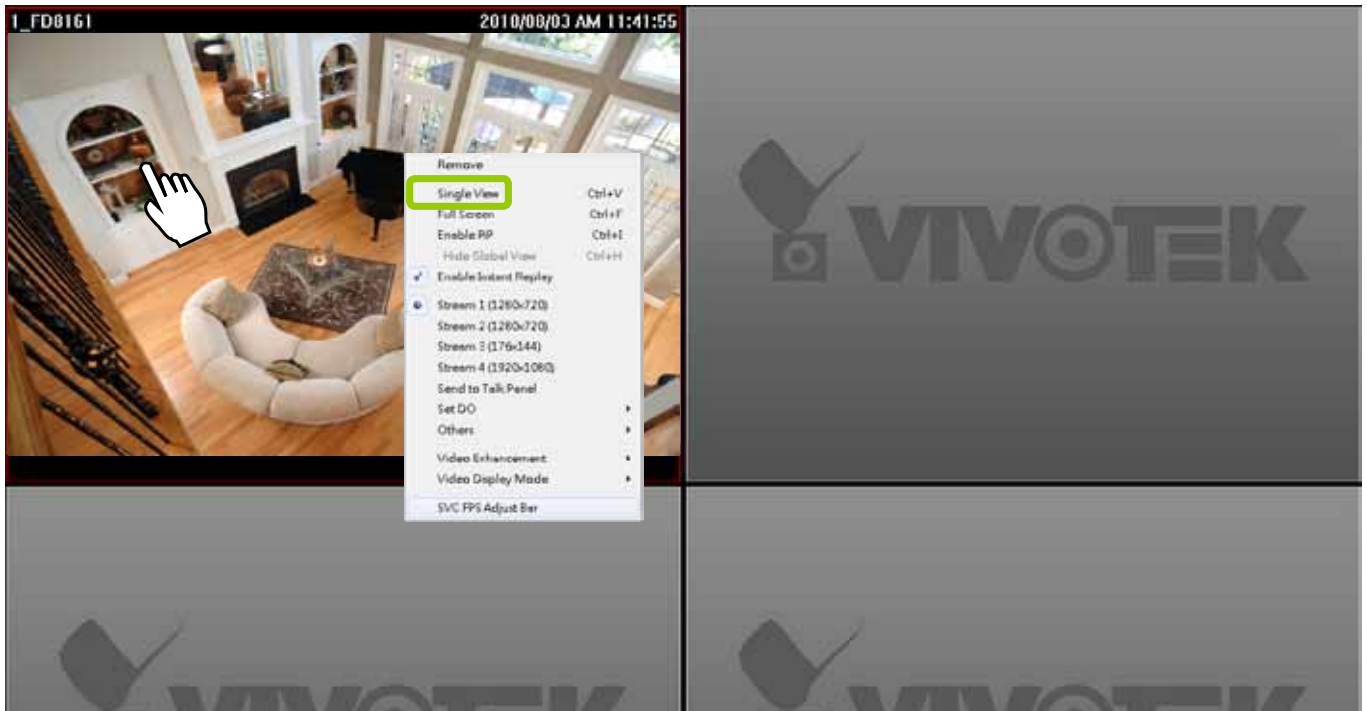 1_FD8161
2010/08/03 AM 11:41:55
Remove
Single View Ctrl+V
Full Screen Ctrl+F
Enable PiP Ctrl+I
Hide Global View Ctrl+H
Enable Instant Replay
Stream 1 (1280x720)
Stream 2 (1280x720)
Stream 3 (176x144)
Stream 4 (1920x1080)
Send to Talk Panel
Set DO
Others
Video Enhancement
Video Display Mode
SVC FPS Adjust Bar
VIVOTEK
VIVOTEK
VIVOTEK